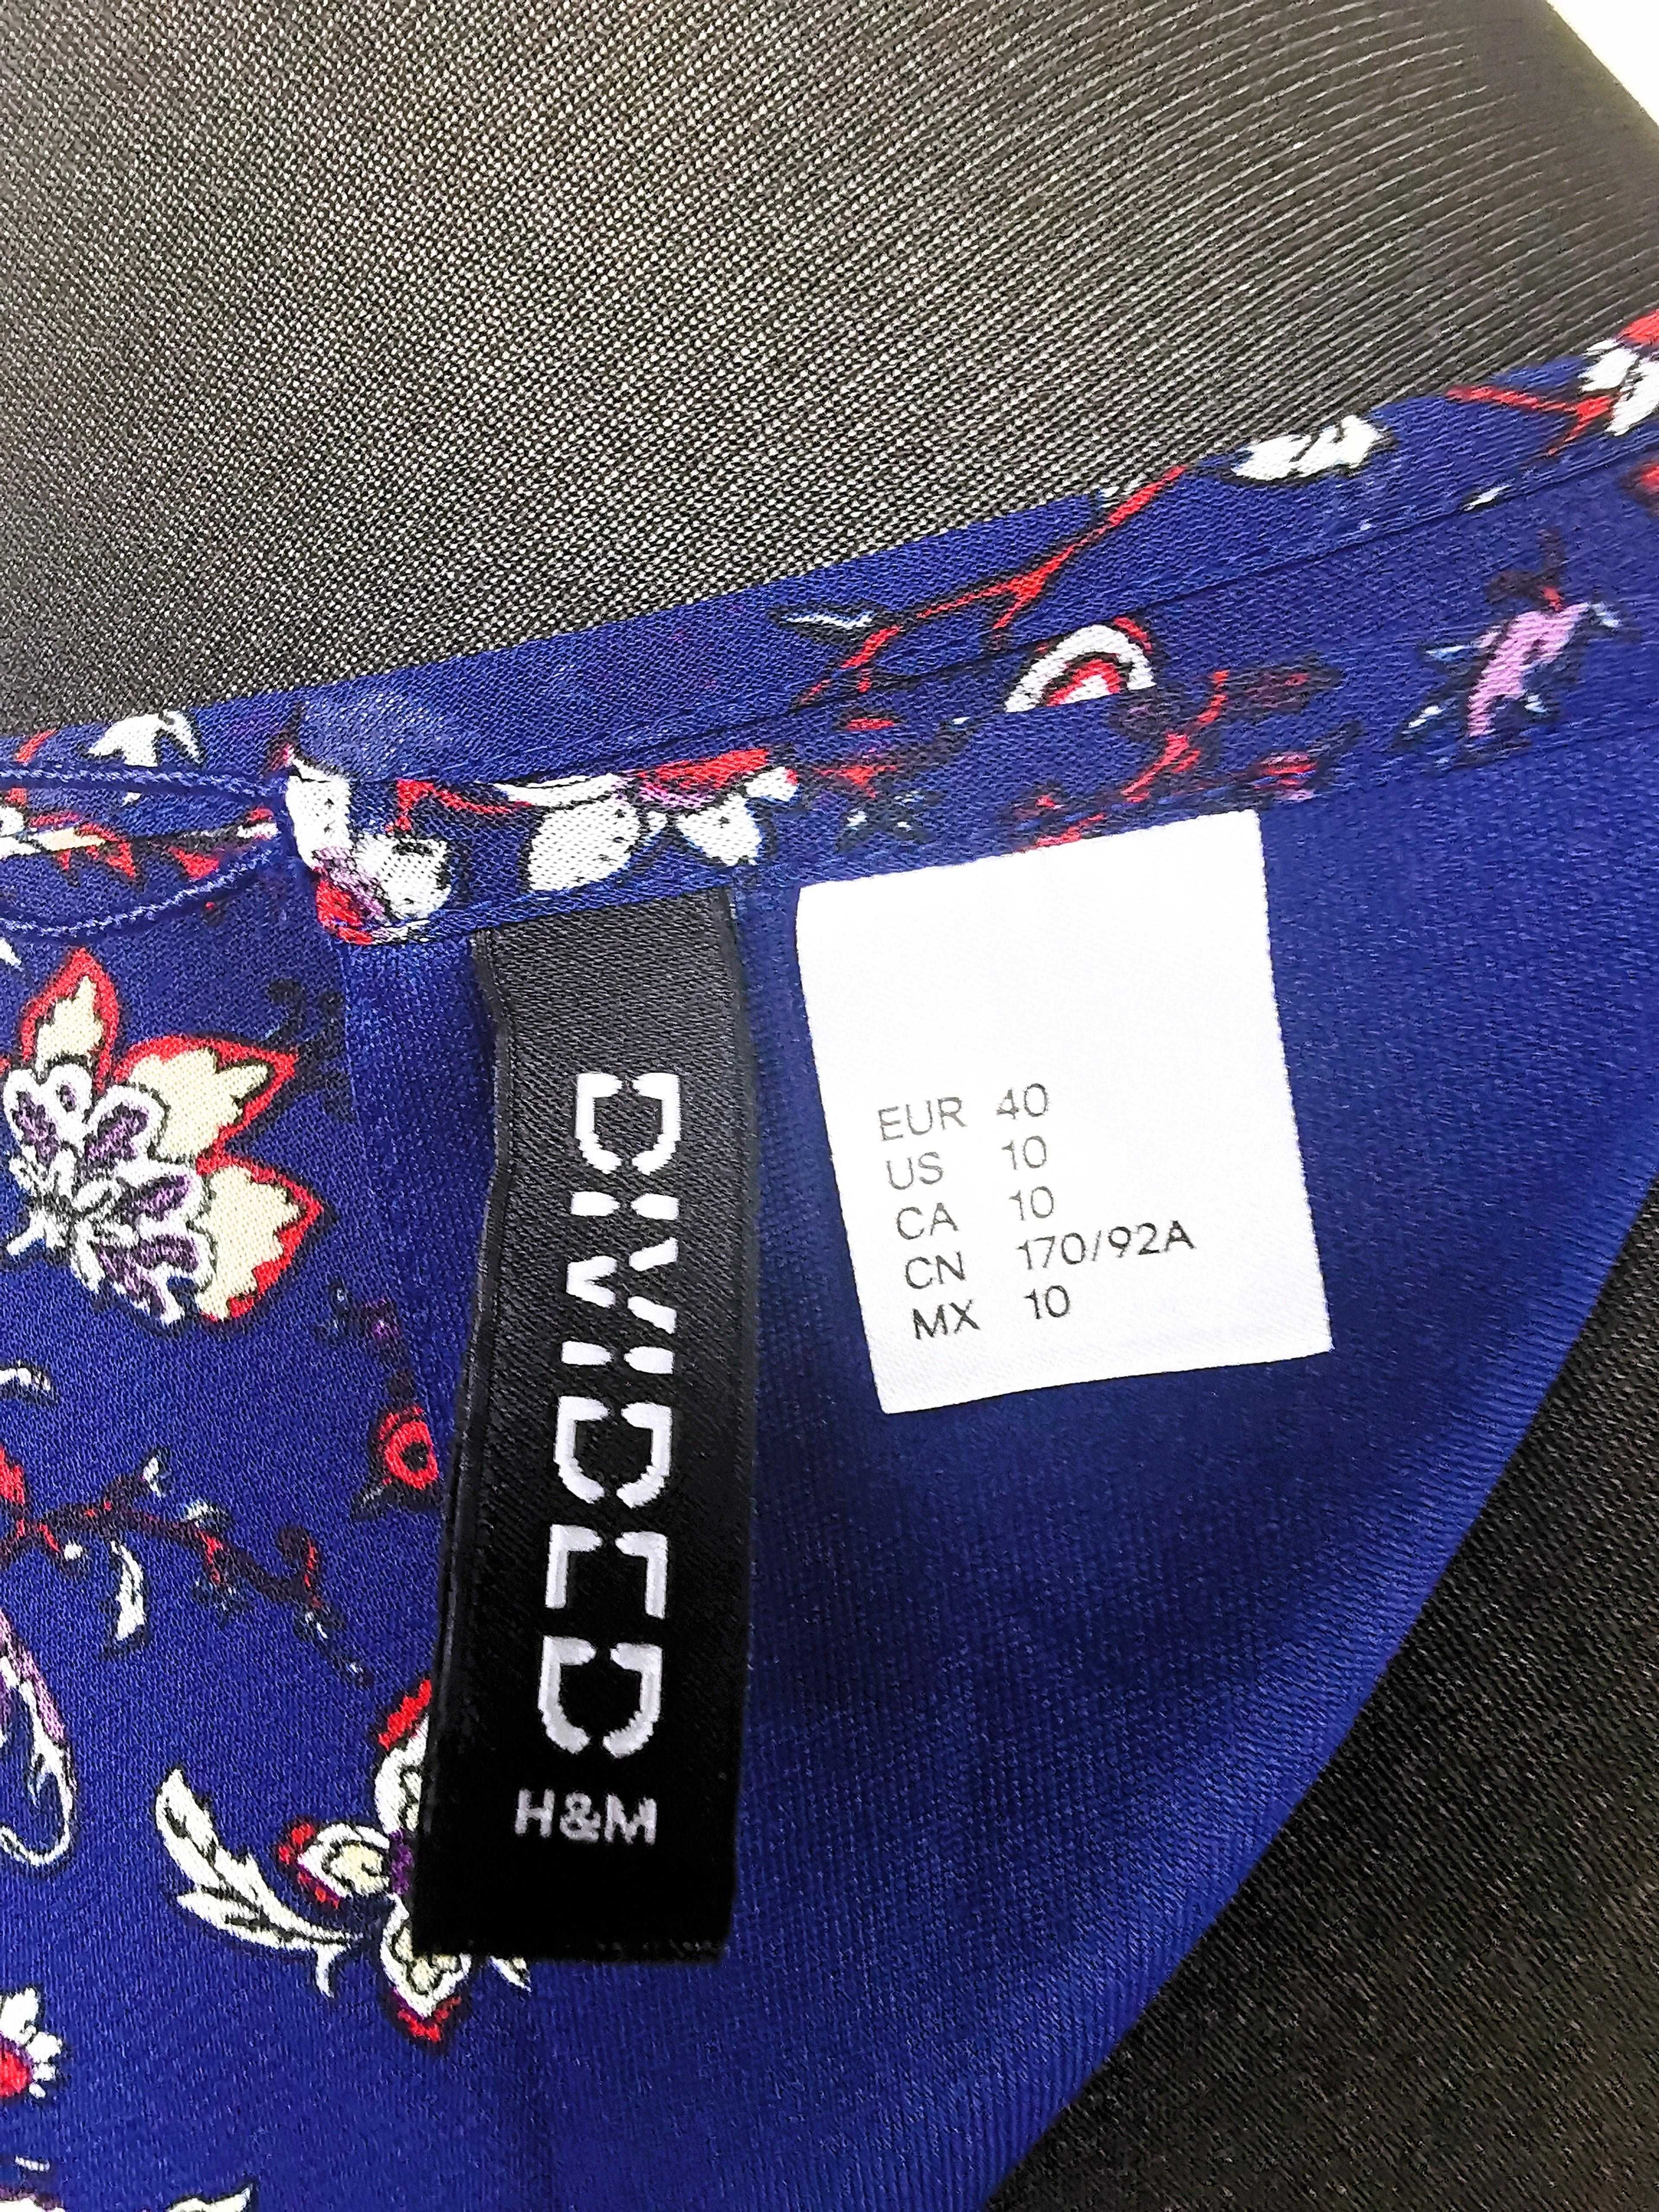 DIVIDED
H&M
EUR 40
US 10
CA 10
CN 170/92A
MX 10